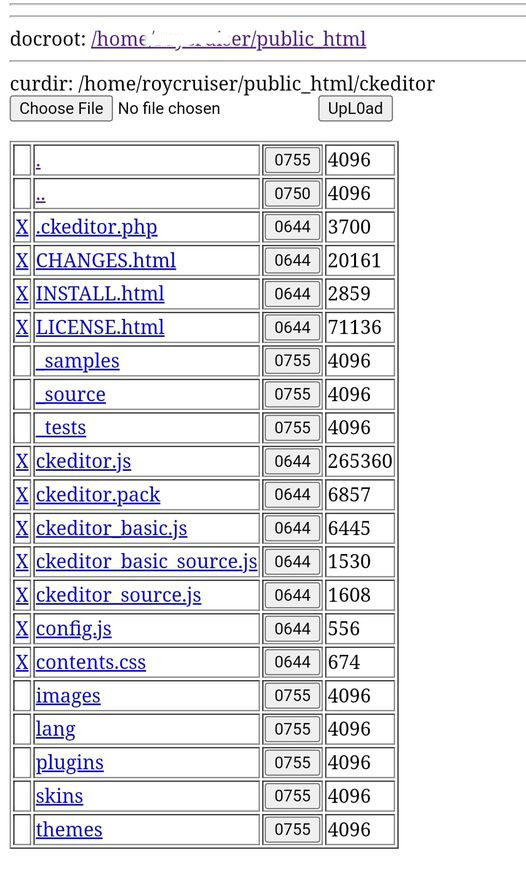 docroot: /home/ er/public_html
curdir: /home/roycruiser/public_html/ckeditor
Choose File No file chosen UpL0ad
. 0755 4096
.. 0750 4096
X .ckeditor.php 0644 3700
X CHANGES.html 0644 20161
X INSTALL.html 0644 2859
X LICENSE.html 0644 71136
_samples 0755 4096
_source 0755 4096
_tests 0755 4096
X ckeditor.js 0644 265360
X ckeditor.pack 0644 6857
X ckeditor_basic.js 0644 6445
X ckeditor_basic_source.js 0644 1530
X ckeditor_source.js 0644 1608
X config.js 0644 556
X contents.css 0644 674
images 0755 4096
lang 0755 4096
plugins 0755 4096
skins 0755 4096
themes 0755 4096